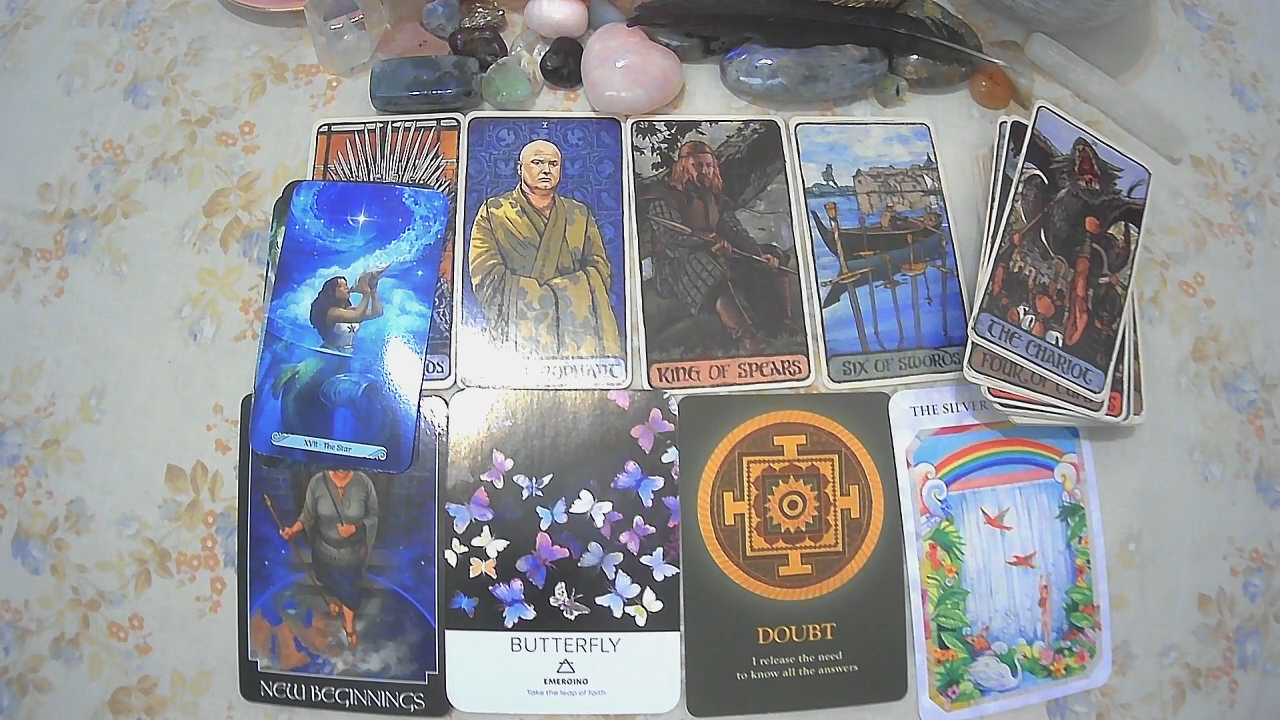 V
OS
KING OF SPEARS
SIX OF SWORDS
THE CHARIOT
FOUR OF CUPS
XVII - The Star
THE SILVER
NEW BEGINNINGS
BUTTERFLY
EMERGING
Take the leap of faith
DOUBT
I release the need
to know all the answers